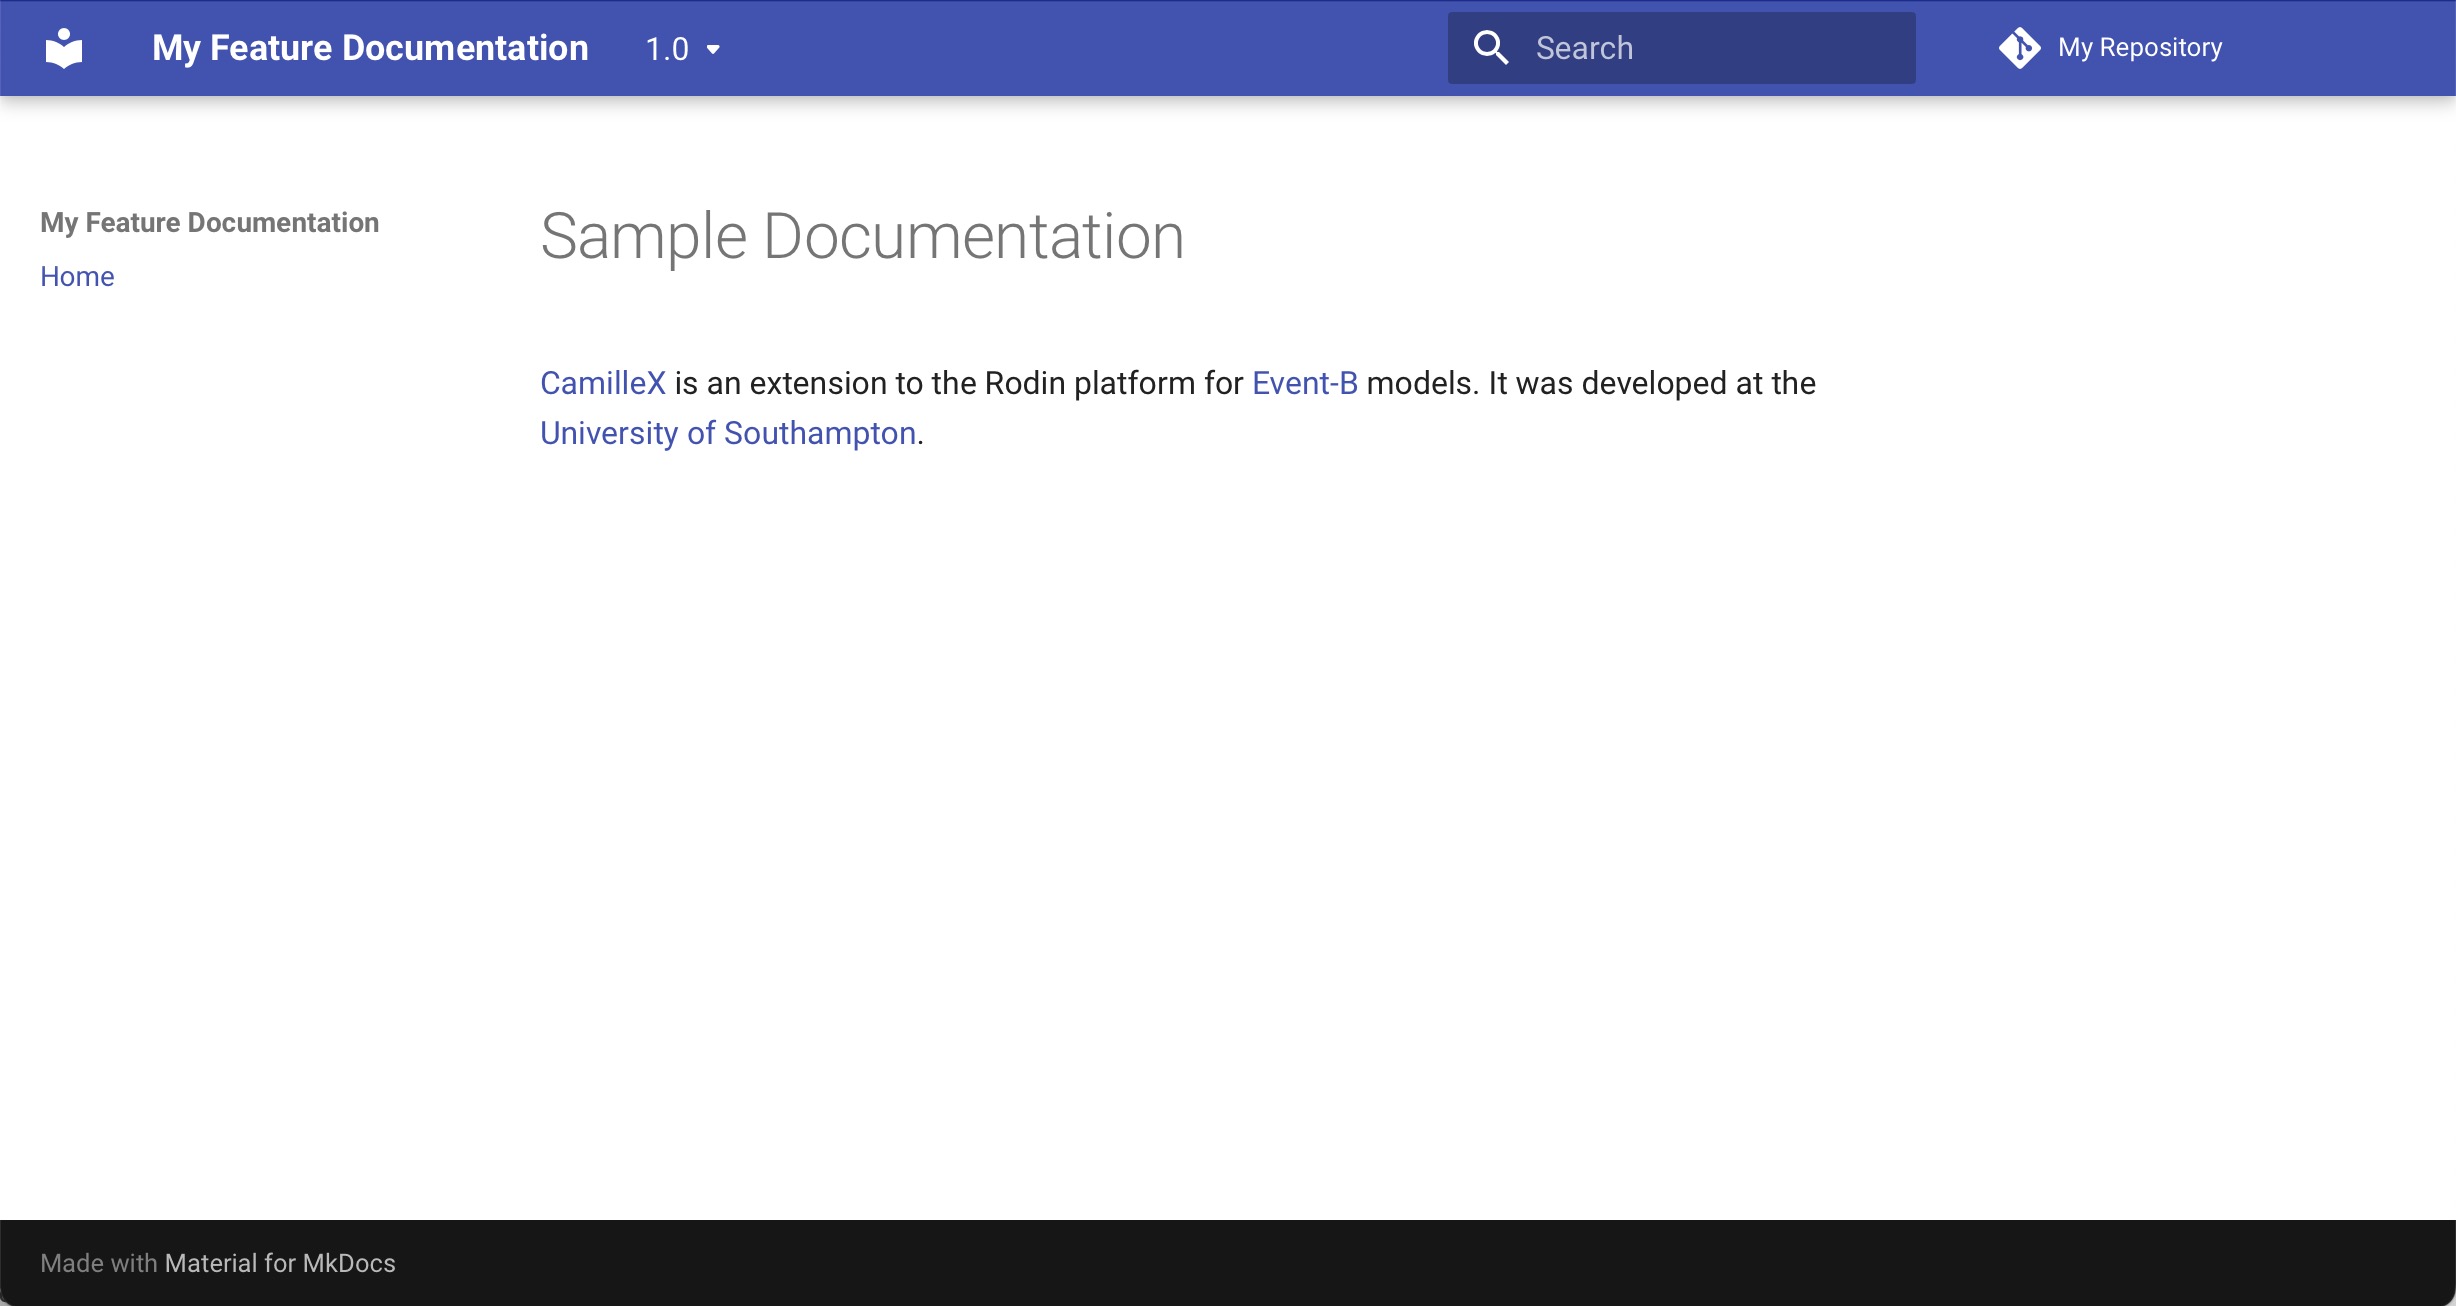 My Feature Documentation 1.0 Search My Repository
My Feature Documentation
Home
Sample Documentation
CamilleX is an extension to the Rodin platform for Event-B models. It was developed at the
University of Southampton.
Made with Material for MkDocs